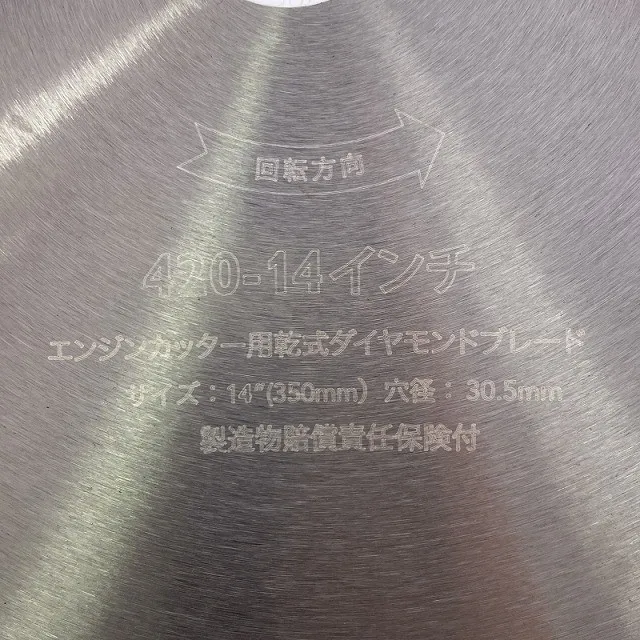 回転方向
420-14インチ
エンジンカッター用乾式ダイヤモンドブレード
サイズ：14"(350mm）穴径：30.5mm
製造物賠償責任保険付